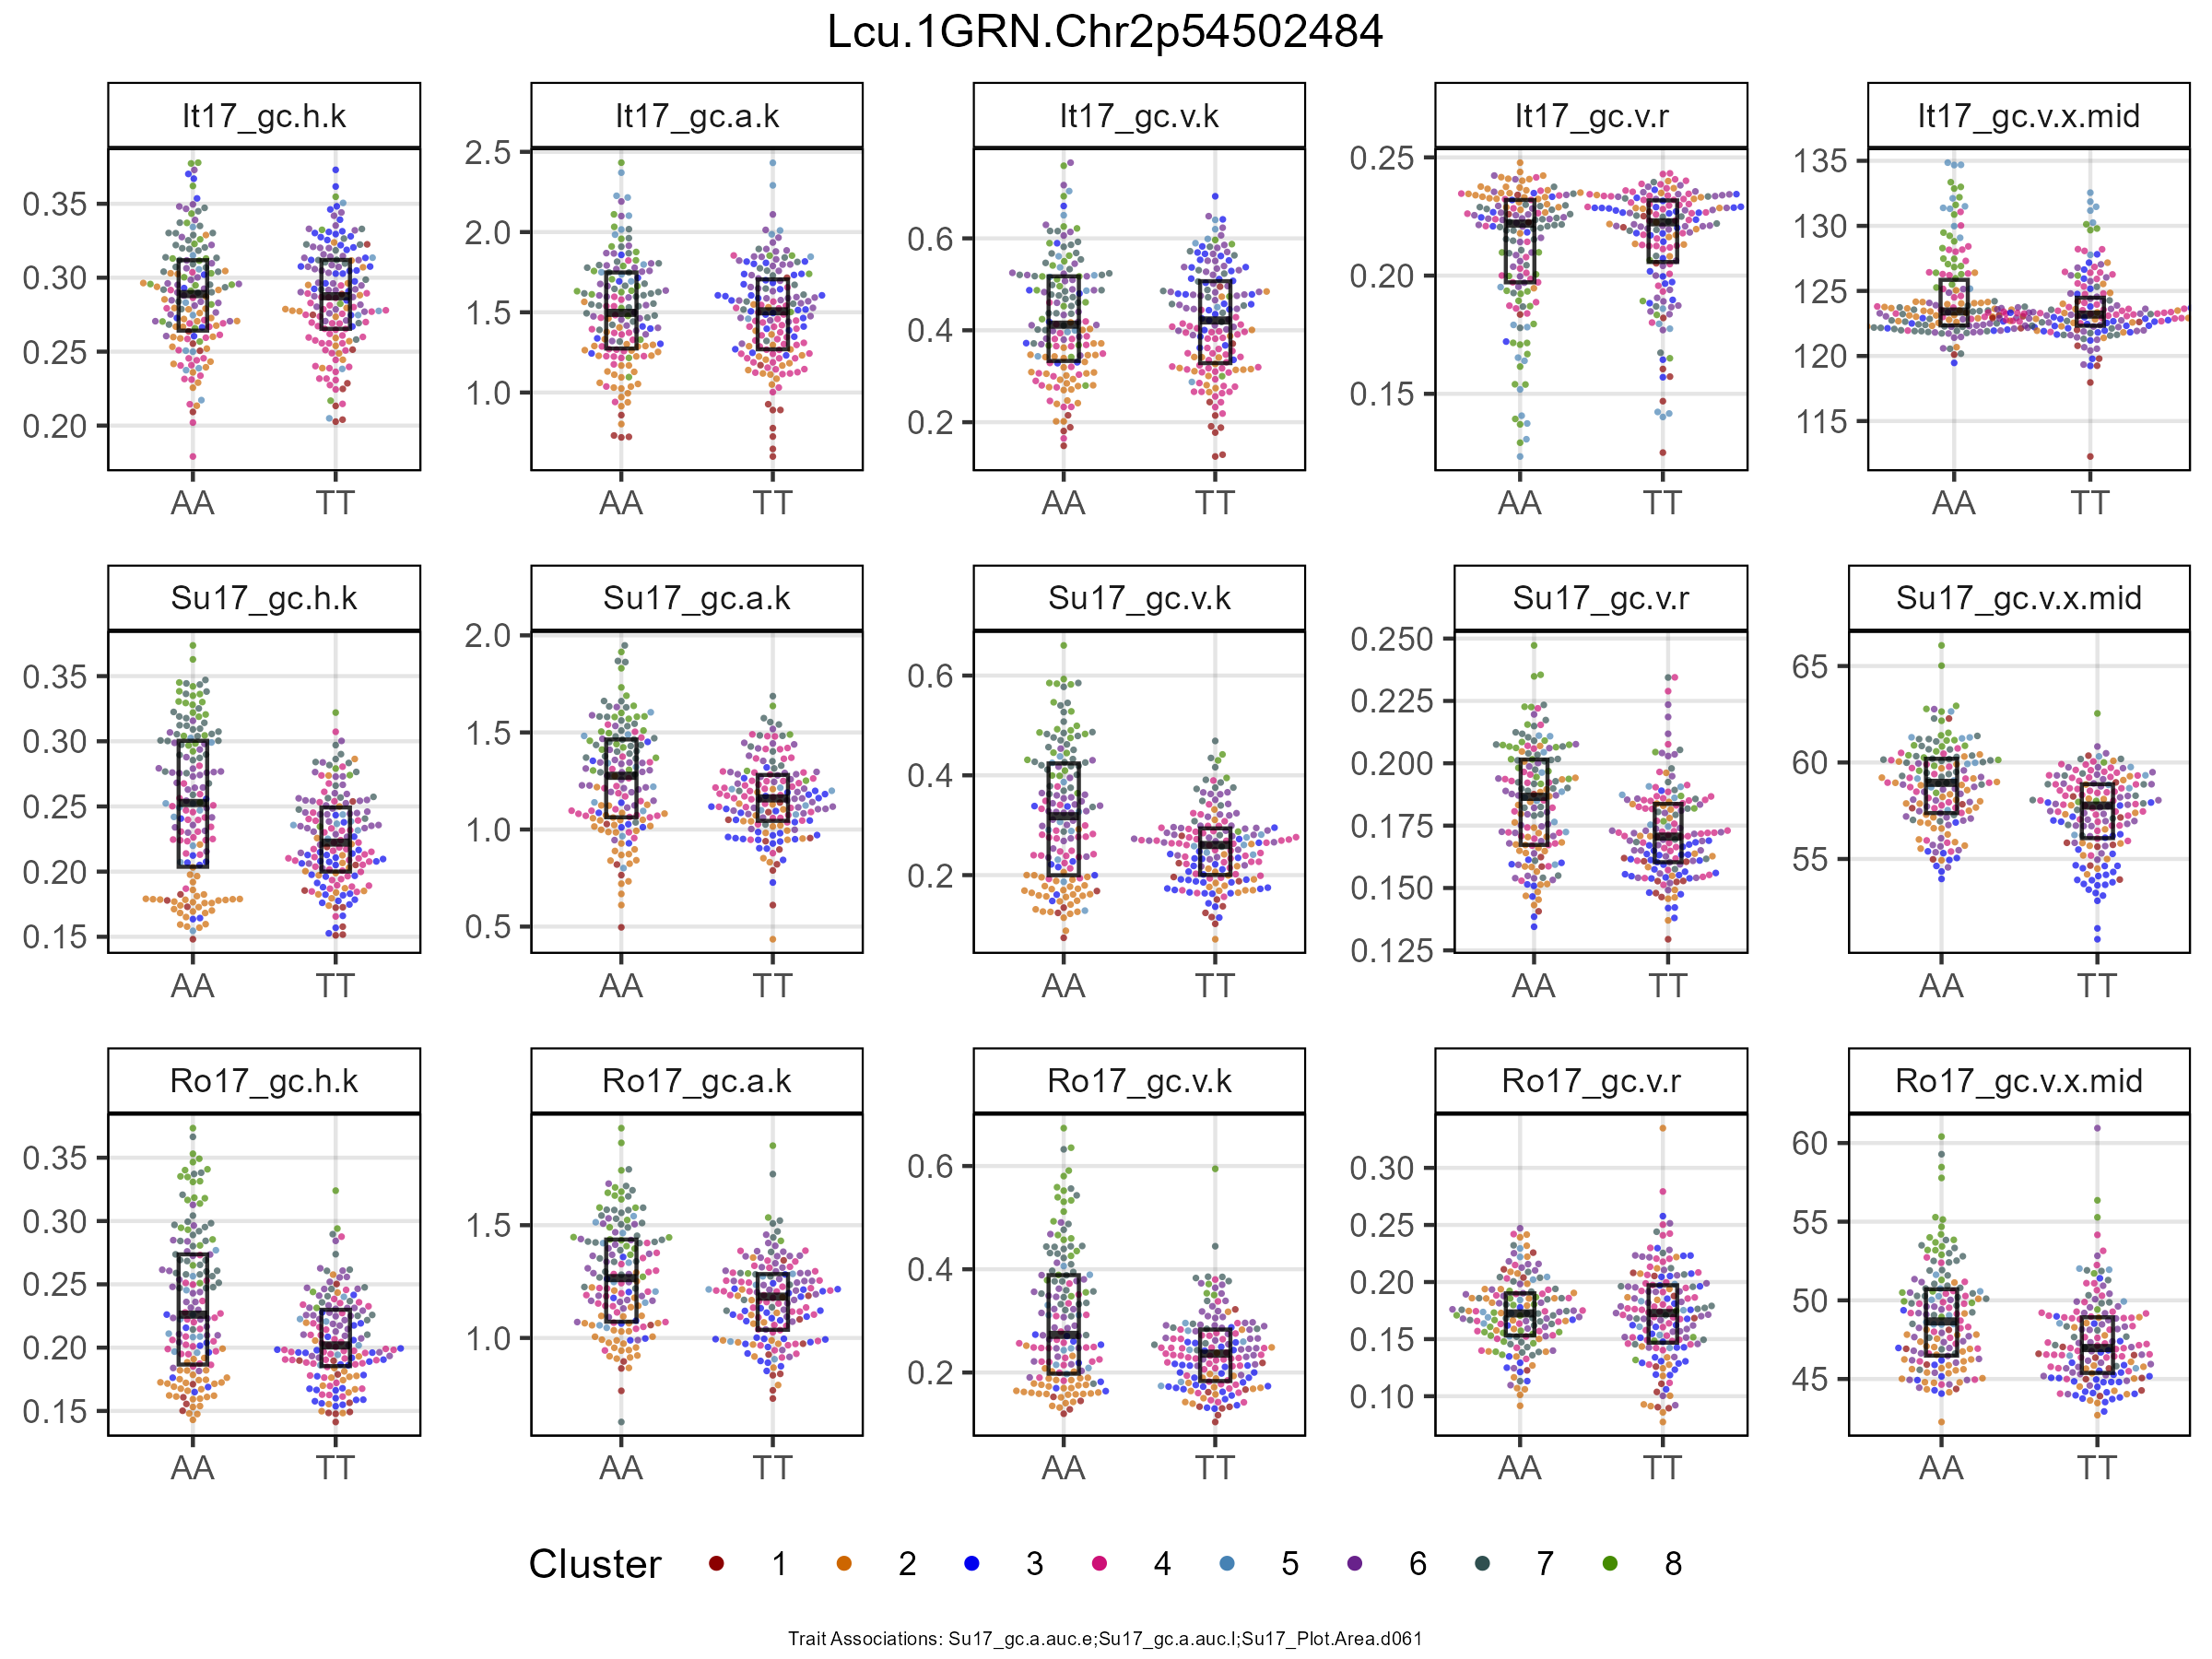 Lcu.1GRN.Chr2p54502484
It17_gc.h.k It17_gc.a.k It17_gc.v.k It17_gc.v.r It17_gc.v.x.mid
0.35 0.30 0.25 0.20
2.5 2.0 1.5 1.0
0.6 0.4 0.2
0.25 0.20 0.15
135 130 125 120 115
AA TT AA TT AA TT AA TT AA TT
Su17_gc.h.k Su17_gc.a.k Su17_gc.v.k Su17_gc.v.r Su17_gc.v.x.mid
0.35 0.30 0.25 0.20 0.15
2.0 1.5 1.0 0.5
0.6 0.4 0.2
0.250 0.225 0.200 0.175 0.150 0.125
65 60 55
AA TT AA TT AA TT AA TT AA TT
Ro17_gc.h.k Ro17_gc.a.k Ro17_gc.v.k Ro17_gc.v.r Ro17_gc.v.x.mid
0.35 0.30 0.25 0.20 0.15
1.5 1.0
0.6 0.4 0.2
0.30 0.25 0.20 0.15 0.10
60 55 50 45
AA TT AA TT AA TT AA TT AA TT
Cluster 1 2 3 4 5 6 7 8
Trait Associations: Su17_gc.a.auc.e;Su17_gc.a.auc.l;Su17_Plot.Area.d061